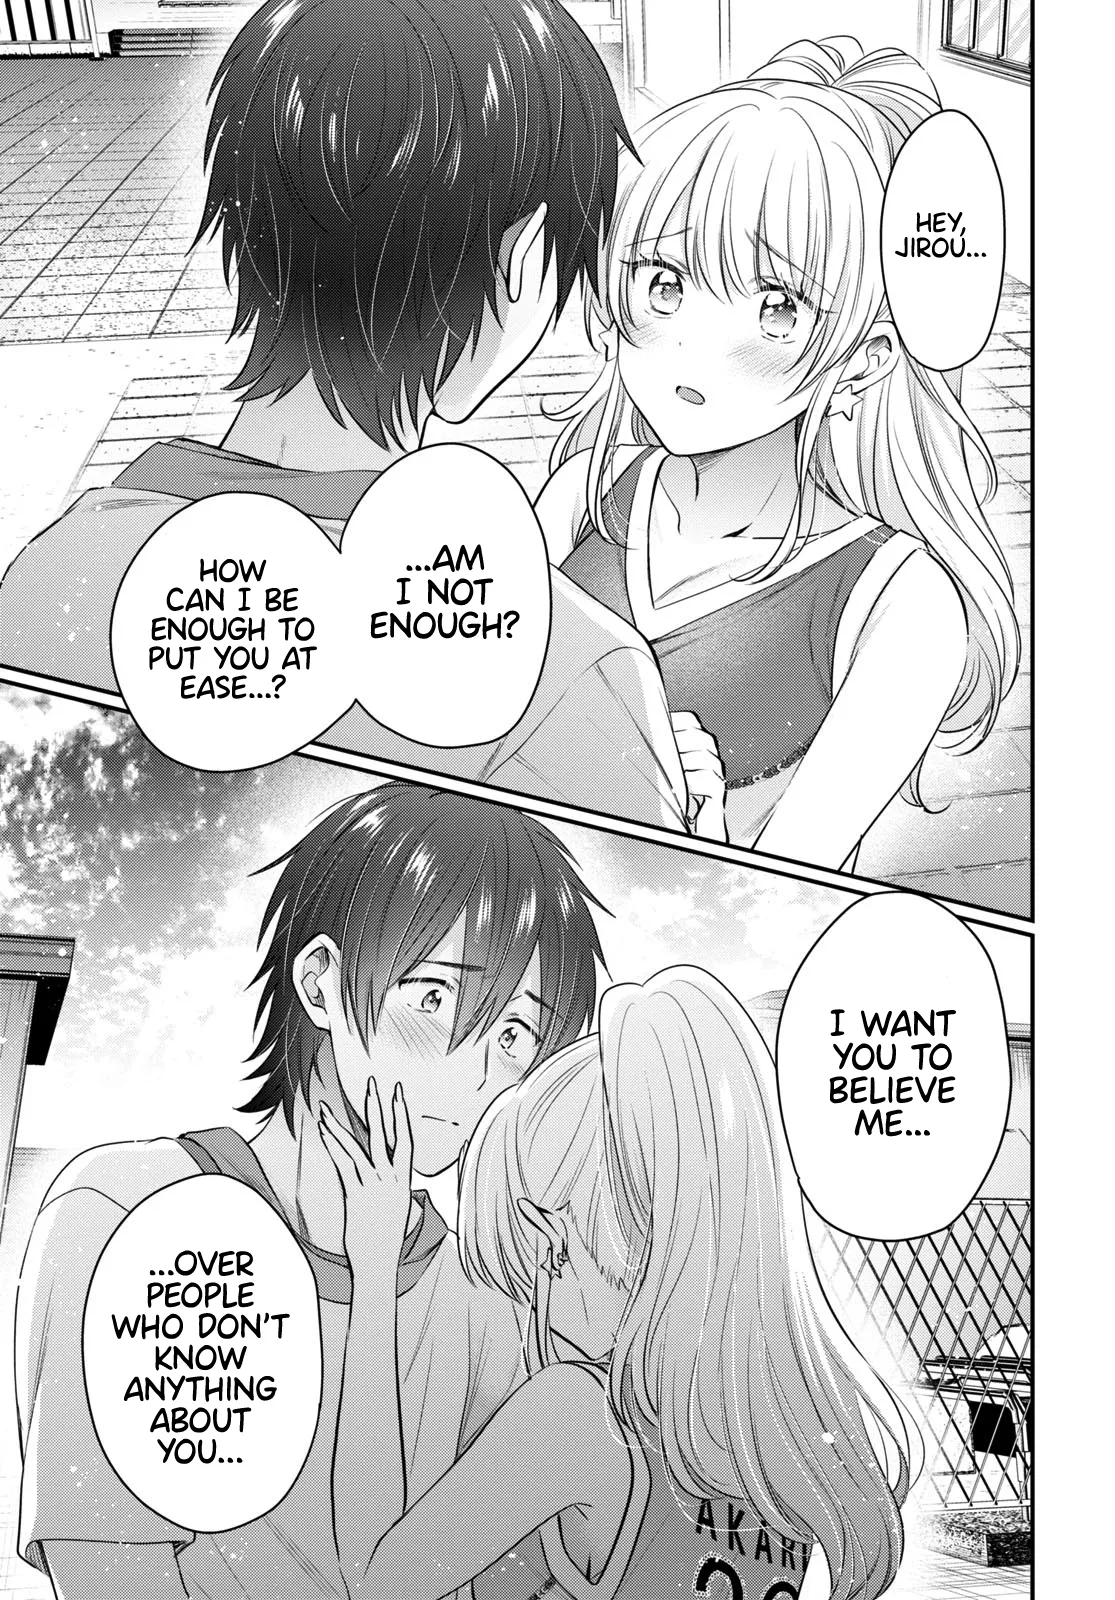 HEY,
JIROU...
...AM
I NOT
ENOUGH?
HOW
CAN I BE
ENOUGH TO
PUT YOU AT
EASE...?
I WANT
YOU TO
BELIEVE
ME...
...OVER
PEOPLE
WHO DON'T
KNOW
ANYTHING
ABOUT
YOU...
AKARI